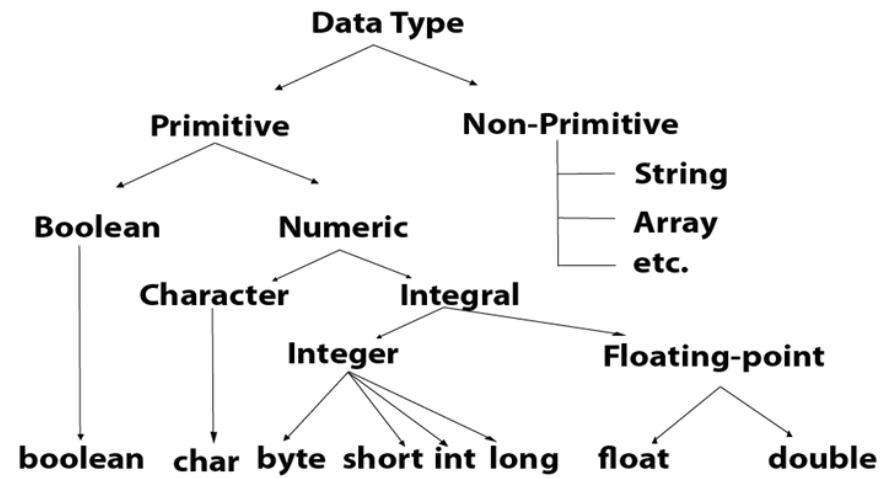 Data Type
Primitive
Non-Primitive
String
Array
etc.
Boolean
Numeric
Character
Integral
Integer
Floating-point
boolean
char
byte
short
int
long
float
double